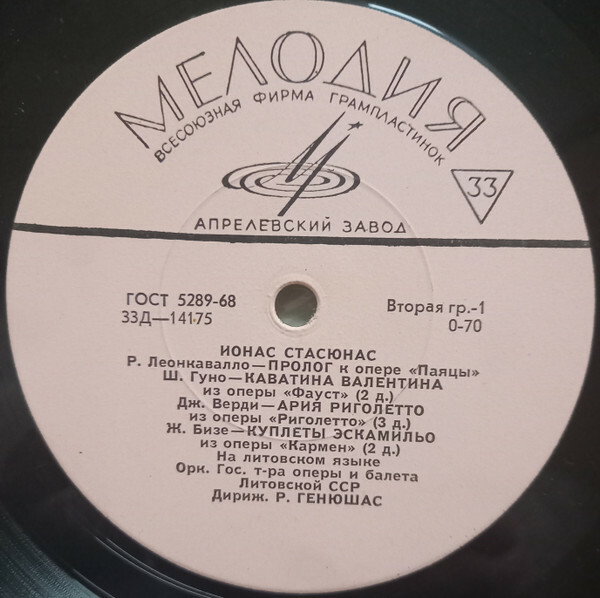 МЕЛОДИЯ
ВСЕСОЮЗНАЯ ФИРМА ГРАМПЛАСТИНОК
33
АПРЕЛЕВСКИЙ ЗАВОД
ГОСТ 5289-68
33Д—14175
Вторая гр.-1
0-70
ИОНАС СТАСЮНАС
Р. Леонкавалло—ПРОЛОГ к опере «Паяцы»
Ш. Гуно—КАВАТИНА ВАЛЕНТИНА
из оперы «Фауст» (2 д.)
Дж. Верди—АРИЯ РИГОЛЕТТО
из оперы «Риголетто» (3 д.)
Ж. Бизе—КУПЛЕТЫ ЭСКАМИЛЬО
из оперы «Кармен» (2 д.)
На литовском языке
Орк. Гос. т-ра оперы и балета
Литовской ССР
Дириж. Р. ГЕНЮШАС